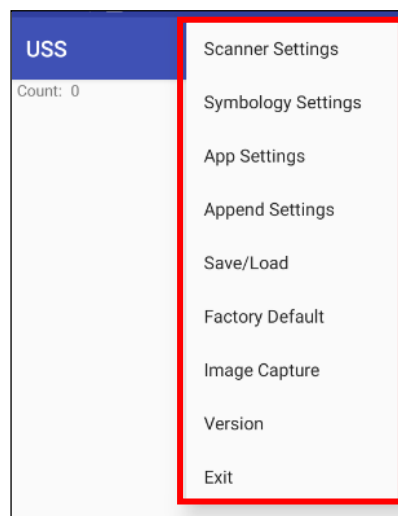 USS
Count: 0
Scanner Settings
Symbology Settings
App Settings
Append Settings
Save/Load
Factory Default
Image Capture
Version
Exit